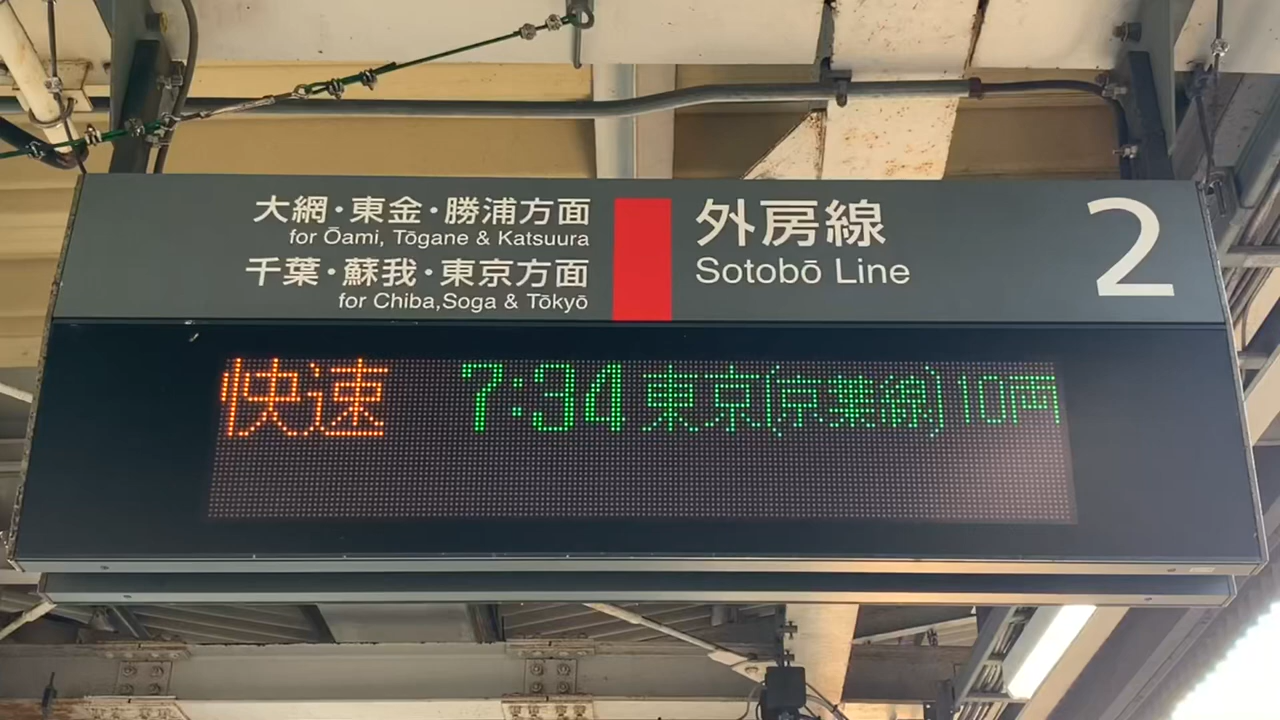 大網・東金・勝浦方面
for Ōami, Tōgane & Katsuura
千葉・蘇我・東京方面
for Chiba,Soga & Tōkyō
外房線
Sotobō Line
2
快速 7:34 東京(京葉線) 10両